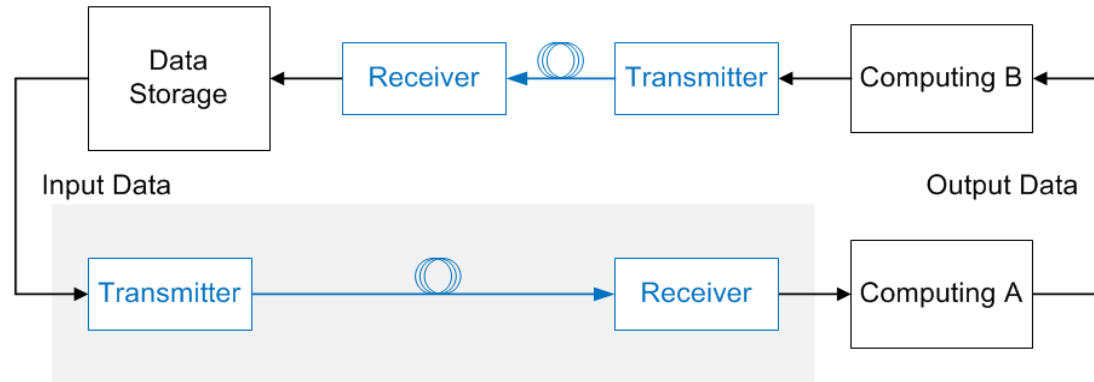 Data
Storage
Receiver
Transmitter
Computing B
Input Data
Output Data
Transmitter
Receiver
Computing A